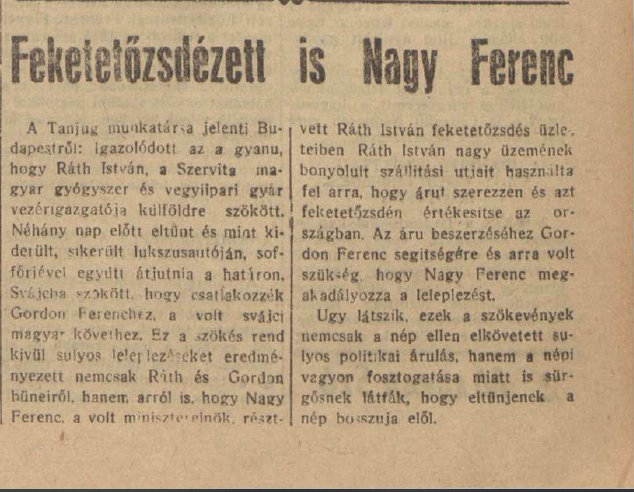 Feketetőzsdézett is Nagy Ferenc
A Tanjug munkatársa jelenti Bu-
dapestről: Igazolódott az a gyanu,
hogy Ráth István, a Szervita ma-
gyar gyógyszer és vegyiipari gyár
vezérigazgatója külföldre szökött.
Néhány nap előtt eltünt és mint ki-
derült, sikerült lukszusautóján, sof-
főrjével együtt átjutnia a határon.
Svájcba szökött, hogy csatlakozzék
Gordon Ferenchez, a volt svájci
magyar követhez. Ez a szökés rend
kivül sulyos leleplezéseket eredmé-
nyezett nemcsak Ráth és Gordon
büneiről, hanem arról is, hogy Nagy
Ferenc, a volt miniszterelnök, részt-
vett Ráth István feketetőzsdés üzle-
teiben Ráth István nagy üzemének
bonyolult szállitási utjait használta
fel arra, hogy árut szerezzen és azt
feketetőzsdén értékesitse az or-
szágban. Az áru beszerzéséhez Gor-
don Ferenc segitségére és arra volt
szükség, hogy Nagy Ferenc meg-
akadályozza a leleplezést.
Ugy látszik, ezek a szökevények
nemcsak a nép ellen elkövetett su-
lyos politikai árulás, hanem a népi
vagyon fosztogatása miatt is sür-
gősnek látták, hogy eltünjenek a
nép bosszuja elől.